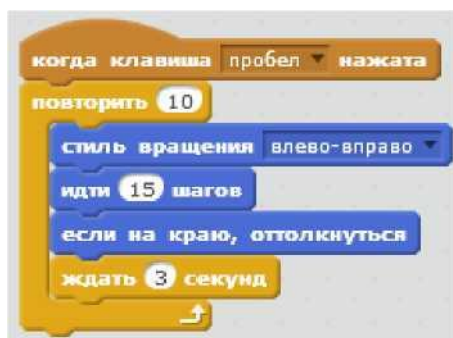 когда клавиша пробел нажата
повторить 10
стиль вращения влево-вправо
идти 15 шагов
если на краю, оттолкнуться
ждать 3 секунд